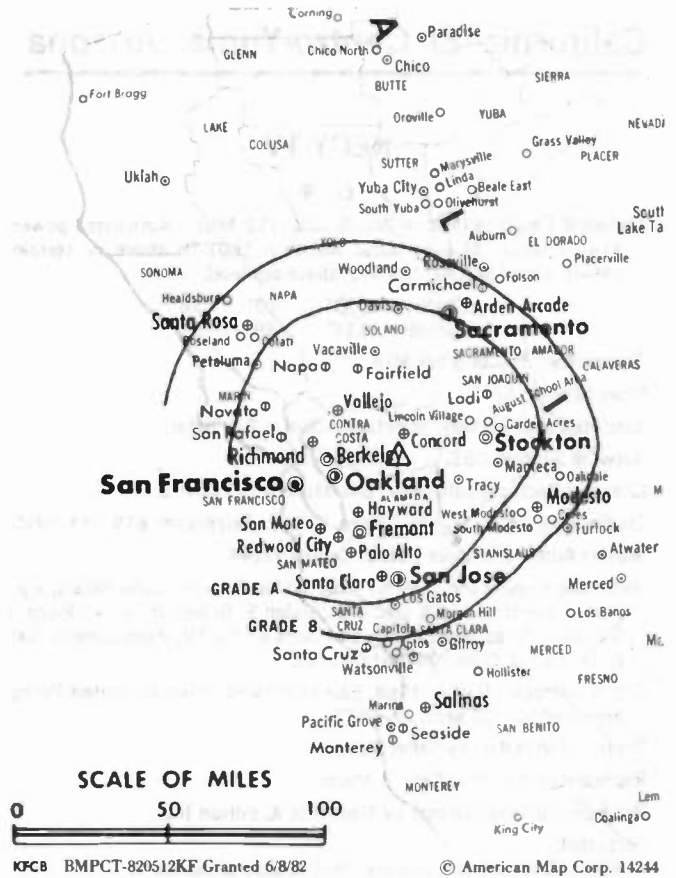 Corning
Paradise
GLENN
Chico North
Chico
BUTTE
SIERRA
Fort Bragg
Oroville
YUBA
NEVADA
LAKE
COLUSA
Grass Valley
PLACER
SUTTER
Marysville
Ukiah
Yuba City
Linda
Beale East
South Yuba
Olivehurst
South
Lake Ta
Auburn
EL DORADO
YOLO
Placerville
SONOMA
Woodland
Roseville
Folson
NAPA
Carmichael
Healdsburg
Davis
Arden Arcade
Santa Rosa
SOLANO
Sacramento
Roseland
Cotati
Vacaville
SACRAMENTO
AMADOR
Petaluma
Napa
Fairfield
CALAVERAS
SAN JOAQUIN
MARIN
Vallejo
Lodi
August School Area
Novato
Lincoln Village
CONTRA
COSTA
Garden Acres
San Rafael
Concord
Stockton
Richmond
Berkeley
Manteca
San Francisco
Oakland
Tracy
Oakdale
SAN FRANCISCO
ALAMEDA
Modesto
M
Hayward
West Modesto
Ceres
San Mateo
Fremont
South Modesto
Turlock
Redwood City
Palo Alto
STANISLAUS
Atwater
SAN MATEO
Santa Clara
San Jose
Merced
GRADE A
Los Gatos
SANTA
CRUZ
Morgan Hill
Los Banos
GRADE B
Capitola
SANTA CLARA
Aptos
Gilroy
MERCED
Santa Cruz
Watsonville
Hollister
FRESNO
Marina
Salinas
Pacific Grove
Seaside
SAN BENITO
Monterey
SCALE OF MILES
MONTEREY
0 50 100
Lem
King City
Coalinga
KFCB BMPCT-820512KF Granted 6/8/82 © American Map Corp. 14244